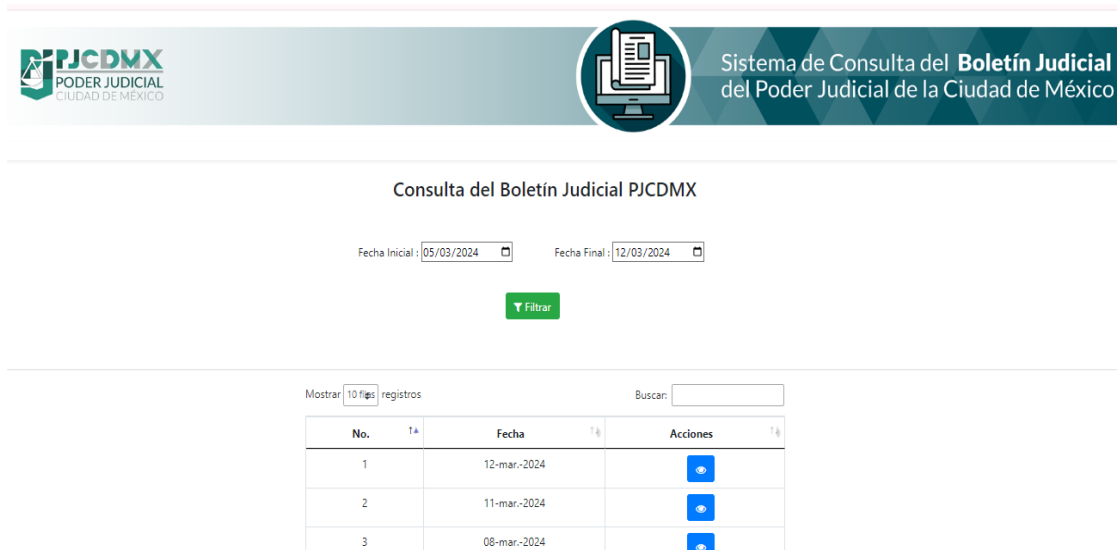 PJCDMX
PODER JUDICIAL
CIUDAD DE MÉXICO
Sistema de Consulta del Boletín Judicial
del Poder Judicial de la Ciudad de México
Consulta del Boletín Judicial PJCDMX
Fecha Inicial : 05/03/2024 Fecha Final : 12/03/2024
Filtrar
Mostrar 10 registros Buscar:
No. Fecha Acciones
1 12-mar.-2024
2 11-mar.-2024
3 08-mar.-2024